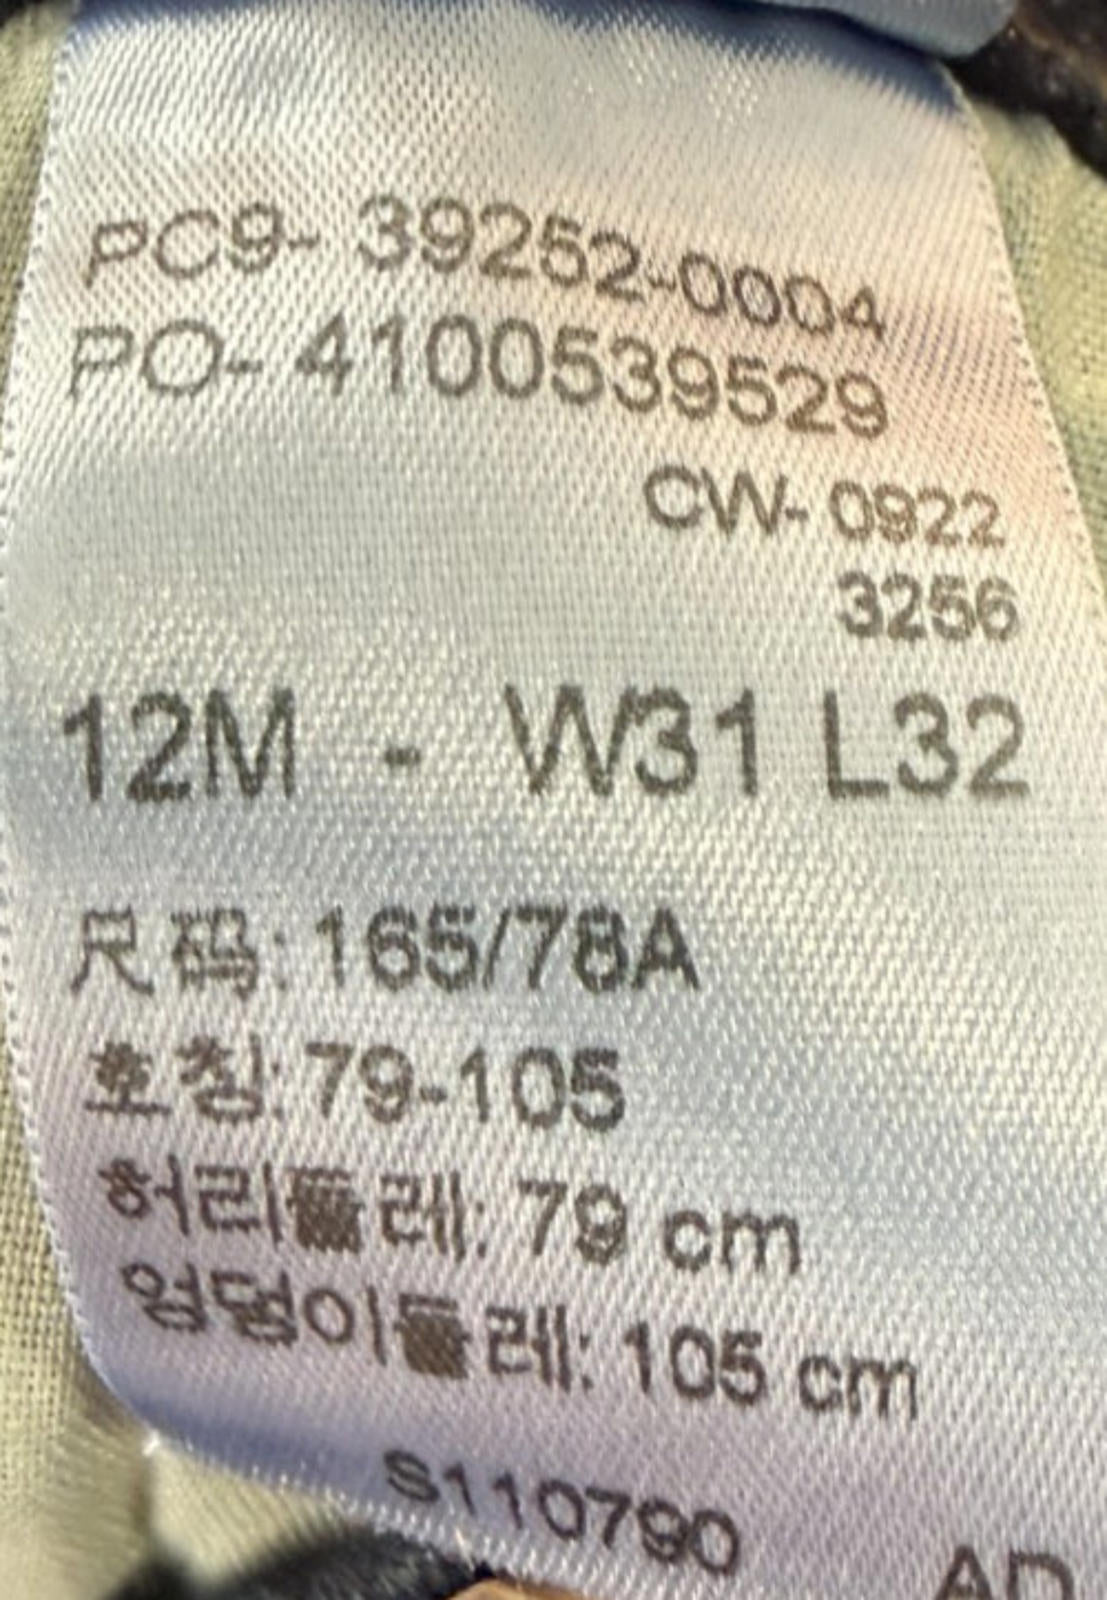 PC9- 39252-0004
PO- 4100539529
CW- 0922
3256
12M - W31 L32
尺码: 165/78A
호칭: 79-105
허리둘레: 79 cm
엉덩이둘레: 105 cm
S110790
AD